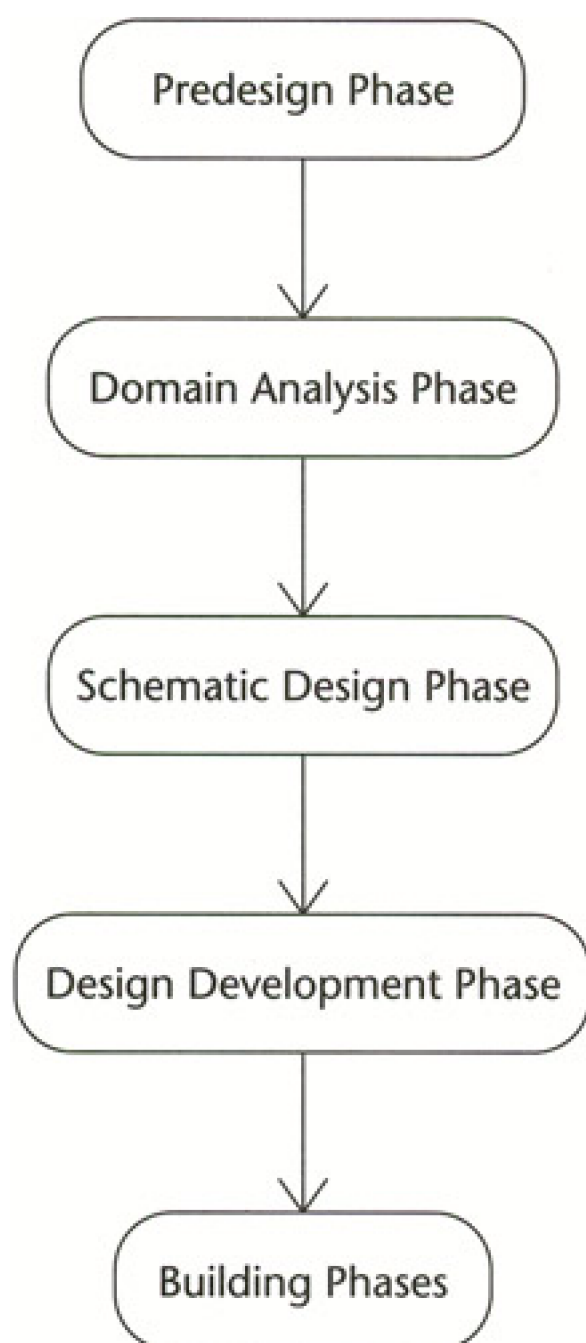 Predesign Phase
Domain Analysis Phase
Schematic Design Phase
Design Development Phase
Building Phases